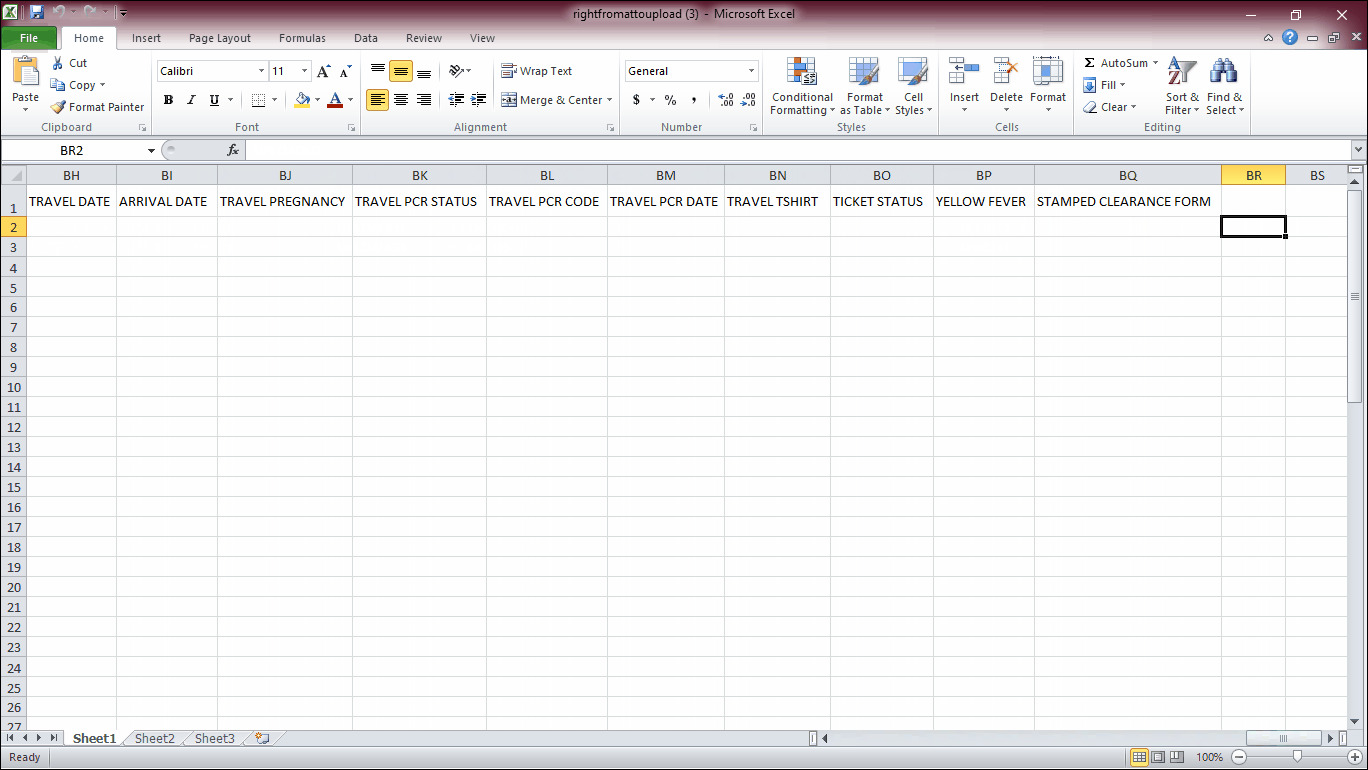 rightfromattoupload (3) - Microsoft Excel
File Home Insert Page Layout Formulas Data Review View
Paste
Cut
Copy
Format Painter
Clipboard
Calibri 11
B I U A
Font
Wrap Text
Merge & Center
Alignment
General
$ % ,
Number
Conditional Formatting
Format as Table
Cell Styles
Styles
Insert Delete Format
Cells
AutoSum
Fill
Clear
Sort & Filter
Find & Select
Editing
BR2 fx
BH BI BJ BK BL BM BN BO BP BQ BR BS
1 TRAVEL DATE ARRIVAL DATE TRAVEL PREGNANCY TRAVEL PCR STATUS TRAVEL PCR CODE TRAVEL PCR DATE TRAVEL TSHIRT TICKET STATUS YELLOW FEVER STAMPED CLEARANCE FORM
2
3
4
5
6
7
8
9
10
11
12
13
14
15
16
17
18
19
20
21
22
23
24
25
26
27
Sheet1 Sheet2 Sheet3
Ready 100%